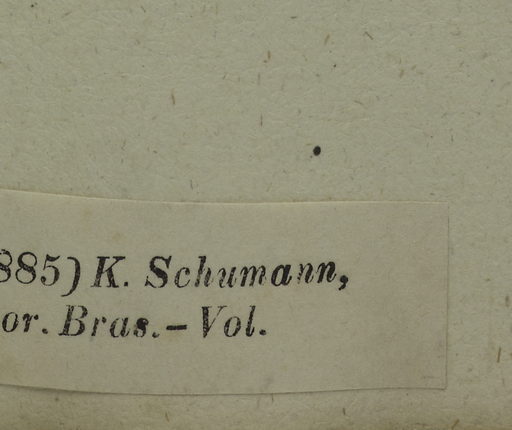 885) K. Schumann,
or. Bras.– Vol.